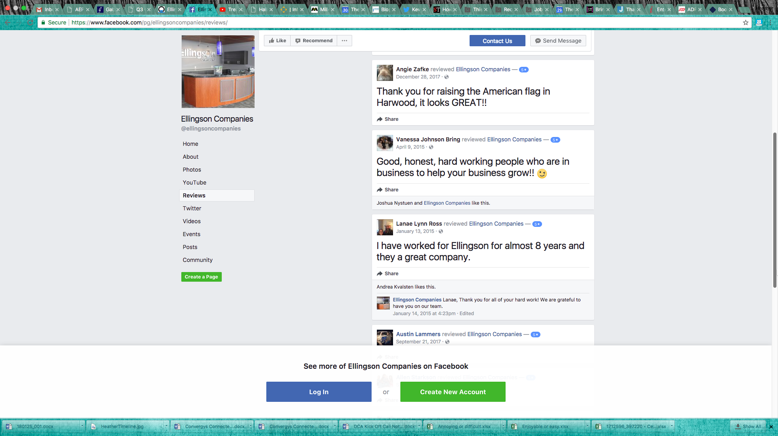 Secure
https://www.facebook.com/pg/ellingsoncompanies/reviews/
Like
Recommend
Contact Us
Send Message
Ellingson Companies
@ellingsoncompanies
Home
About
Photos
YouTube
Reviews
Twitter
Videos
Events
Posts
Community
Create a Page
Angie Zafke reviewed Ellingson Companies —
December 28, 2017
Thank you for raising the American flag in
Harwood, it looks GREAT!!
Share
Vanessa Johnson Bring reviewed Ellingson Companies —
April 9, 2015
Good, honest, hard working people who are in
business to help your business grow!!
Share
Joshua Nystuen and Ellingson Companies like this.
Lanae Lynn Ross reviewed Ellingson Companies —
January 13, 2015
I have worked for Ellingson for almost 8 years and
they a great company.
Share
Andrea Kvalsten likes this.
Ellingson Companies Lanae, Thank you for all of your hard work! We are grateful to
have you on our team.
January 14, 2015 at 4:23pm · Edited
Austin Lammers reviewed Ellingson Companies —
September 21, 2017
See more of Ellingson Companies on Facebook
Log In
or
Create New Account
Show All